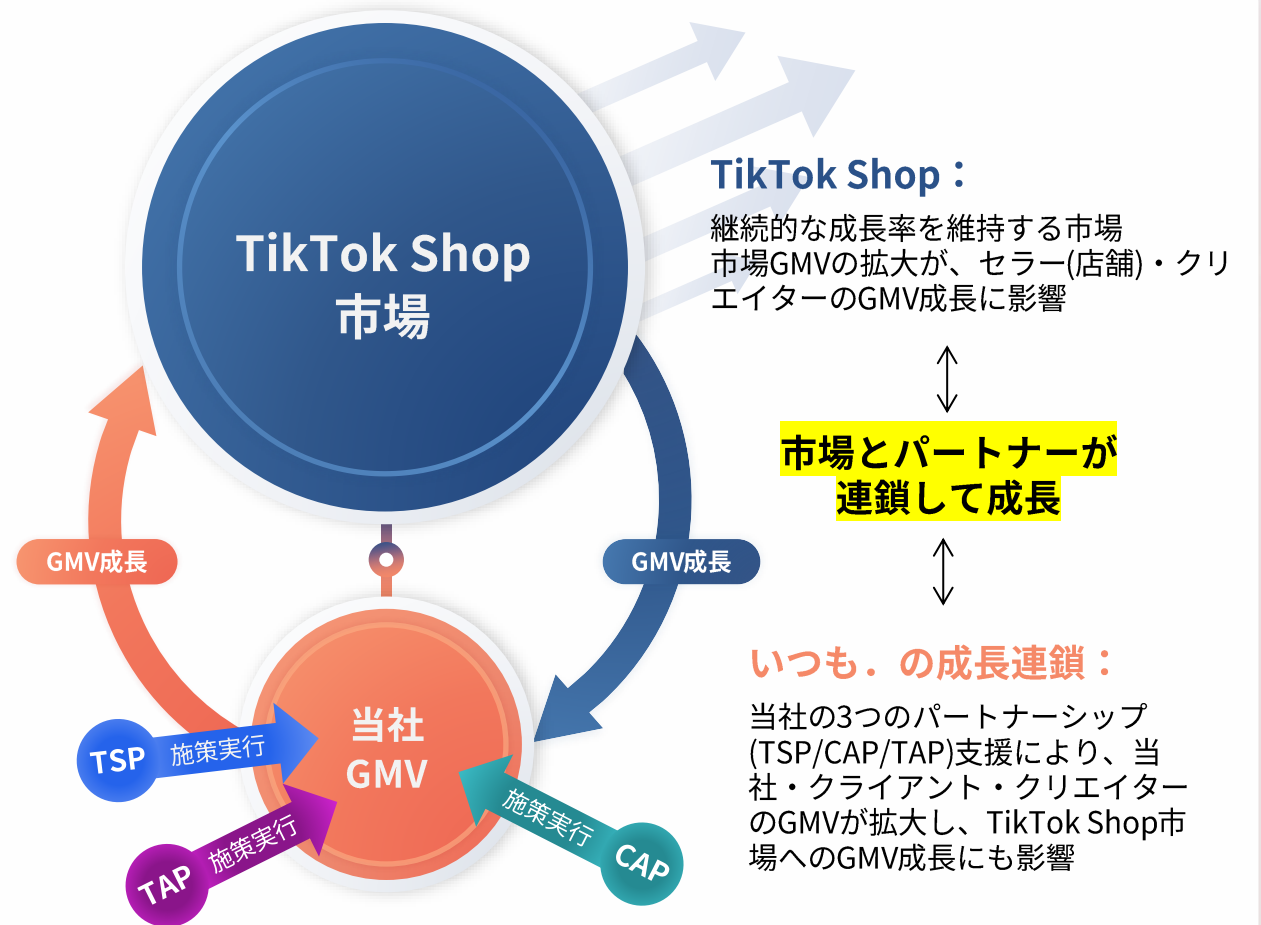 TikTok Shop
市場
TikTok Shop：
継続的な成長率を維持する市場
市場GMVの拡大が、セラー(店舗)・クリ
エイターのGMV成長に影響
市場とパートナーが
連鎖して成長
GMV成長
GMV成長
いつも．の成長連鎖：
当社の3つのパートナーシップ
(TSP/CAP/TAP)支援により、当
社・クライアント・クリエイター
のGMVが拡大し、TikTok Shop市
場へのGMV成長にも影響
当社
GMV
TSP
施策実行
TAP
施策実行
施策実行
CAP